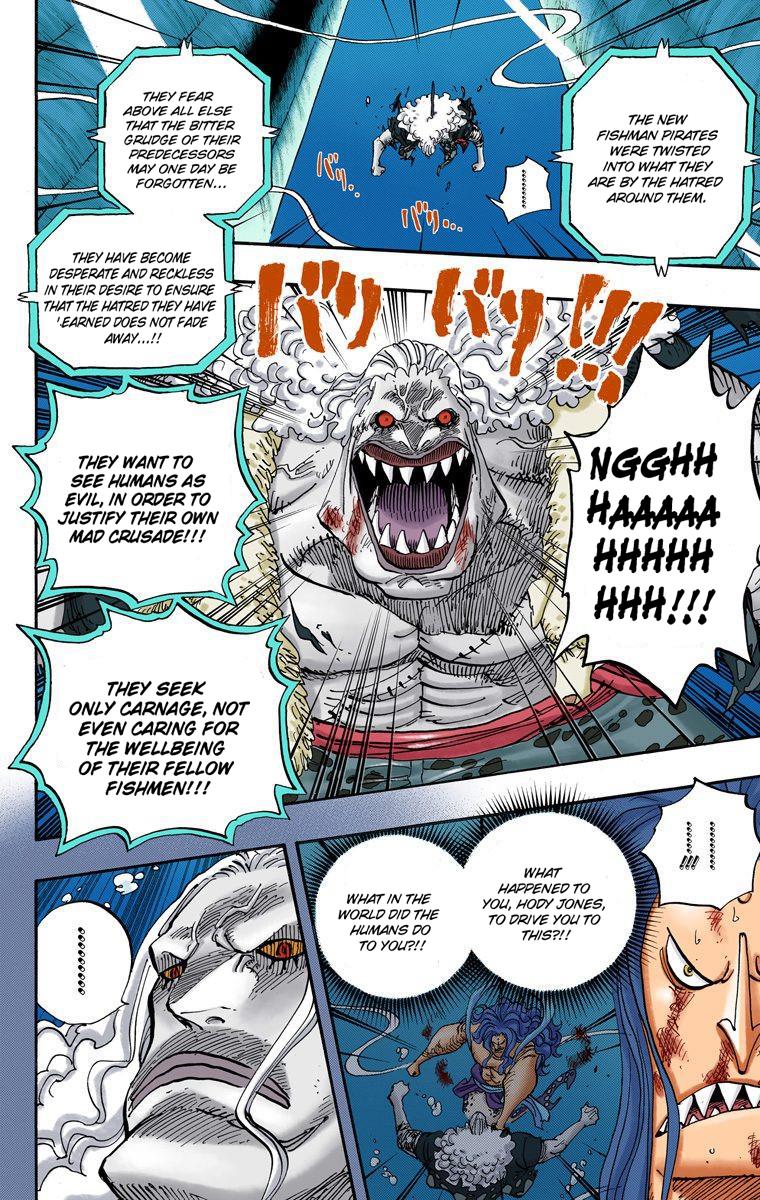 THE NEW
FISHMAN PIRATES
WERE TWISTED
INTO WHAT THEY
ARE BY THE HATRED
AROUND THEM.
.........
バリ...
バリ...
THEY FEAR
ABOVE ALL ELSE
THAT THE BITTER
GRUDGE OF THEIR
PREDECESSORS
MAY ONE DAY BE
FORGOTTEN...
THEY HAVE BECOME
DESPERATE AND RECKLESS
IN THEIR DESIRE TO ENSURE
THAT THE HATRED THEY HAVE
LEARNED DOES NOT FADE
AWAY...!!
バリ バリ!!!
NGGHH
HAAAAA
HHHHH
HHH!!!
THEY WANT TO
SEE HUMANS AS
EVIL, IN ORDER TO
JUSTIFY THEIR OWN
MAD CRUSADE!!!
THEY SEEK
ONLY CARNAGE, NOT
EVEN CARING FOR
THE WELLBEING
OF THEIR FELLOW
FISHMEN!!!
.........!!!
WHAT
HAPPENED TO
YOU, HODY JONES,
TO DRIVE YOU TO
THIS?!!
WHAT IN THE
WORLD DID THE
HUMANS DO
TO YOU?!!
.........